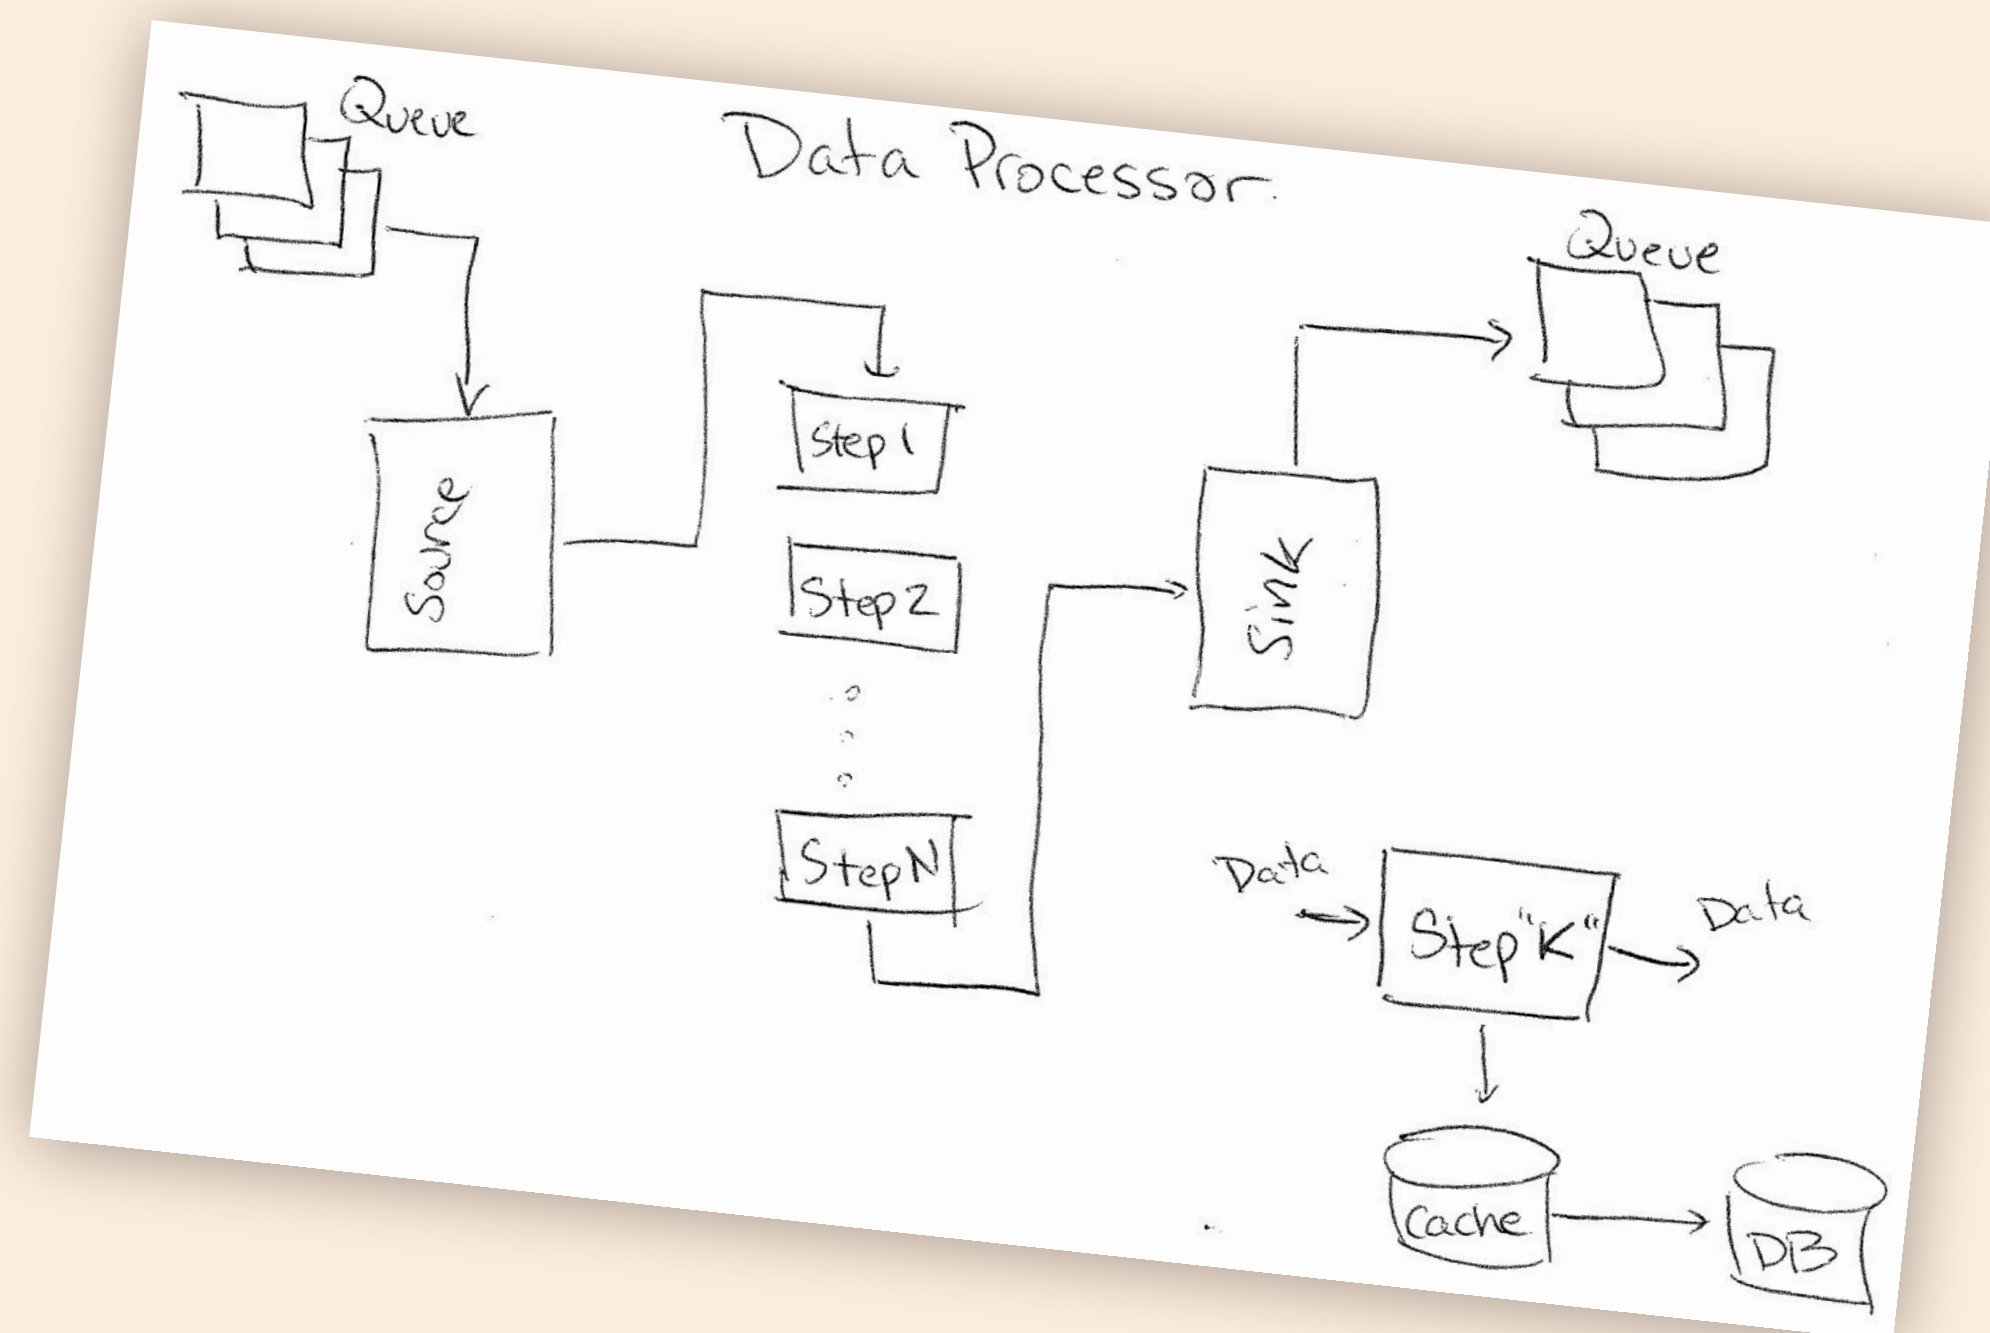 Queue
Data Processor.
Queue
Source
Step 1
Step 2
Step N
Sink
Data
Step "K"
Data
Cache
DB